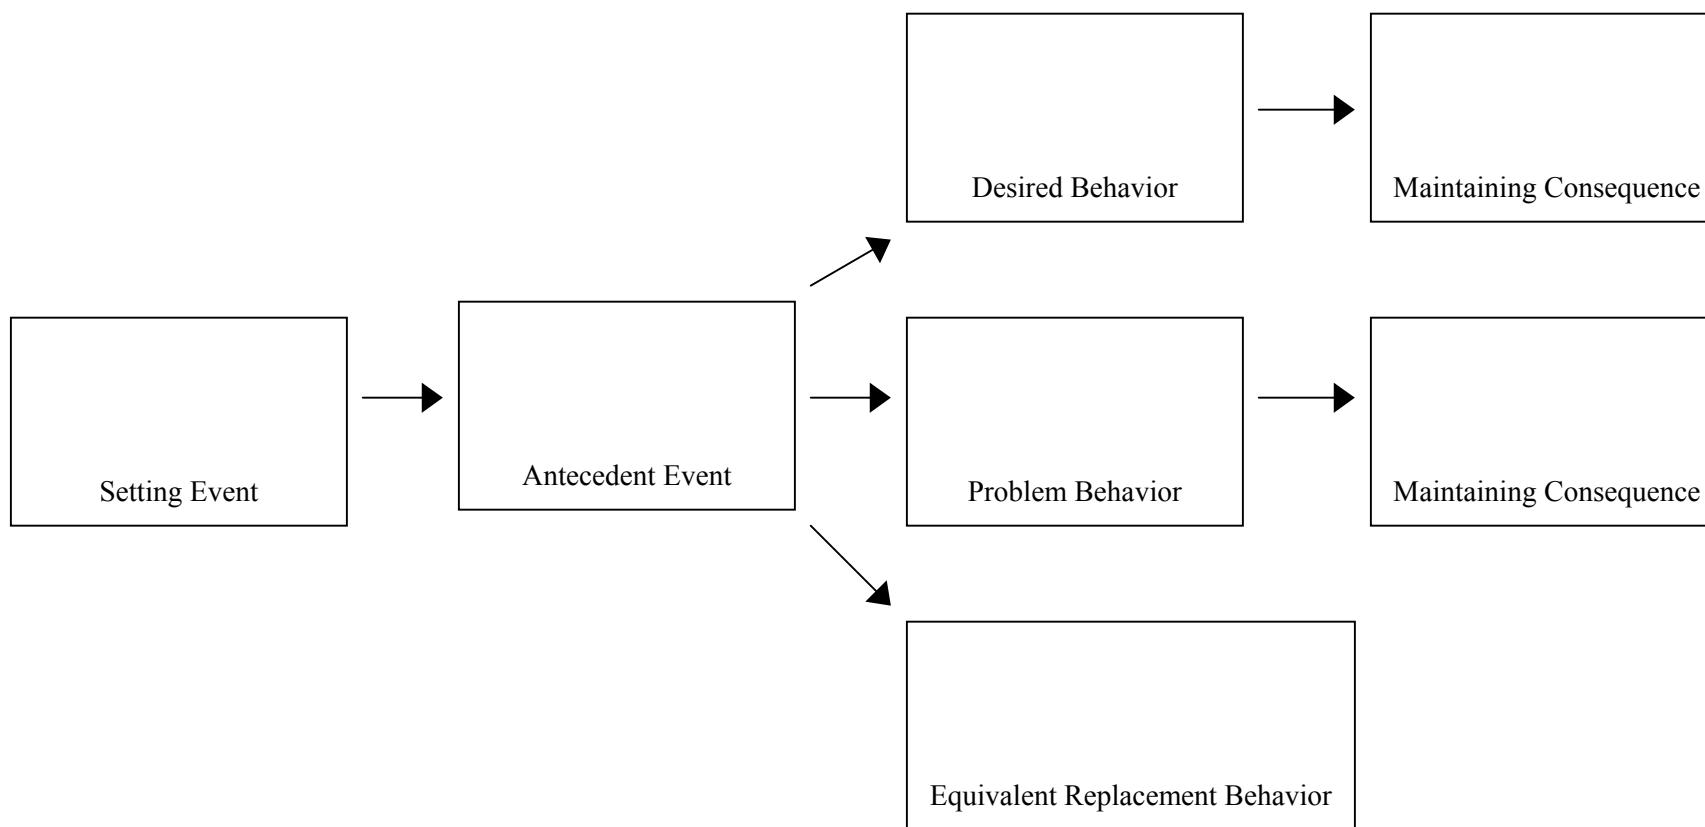 Desired Behavior
Maintaining Consequence
Setting Event
Antecedent Event
Problem Behavior
Maintaining Consequence
Equivalent Replacement Behavior